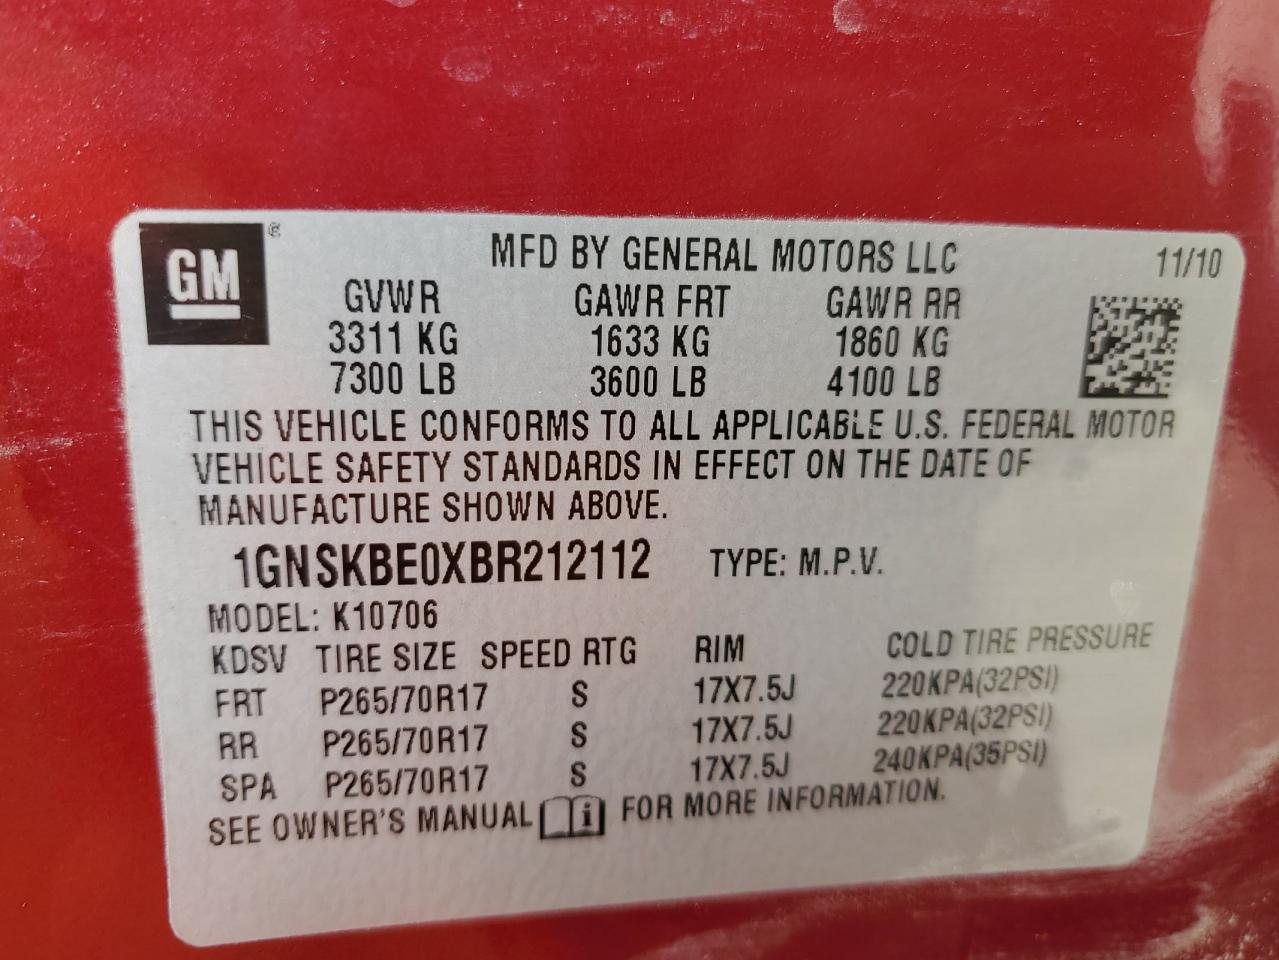 GM ®
MFD BY GENERAL MOTORS LLC 11/10
GVWR GAWR FRT GAWR RR
3311 KG 1633 KG 1860 KG
7300 LB 3600 LB 4100 LB
THIS VEHICLE CONFORMS TO ALL APPLICABLE U.S. FEDERAL MOTOR
VEHICLE SAFETY STANDARDS IN EFFECT ON THE DATE OF
MANUFACTURE SHOWN ABOVE.
1GNSKBE0XBR212112 TYPE: M.P.V.
MODEL: K10706
KDSV TIRE SIZE SPEED RTG RIM COLD TIRE PRESSURE
FRT P265/70R17 S 17X7.5J 220KPA(32PSI)
RR P265/70R17 S 17X7.5J 220KPA(32PSI)
SPA P265/70R17 S 17X7.5J 240KPA(35PSI)
SEE OWNER'S MANUAL i FOR MORE INFORMATION.